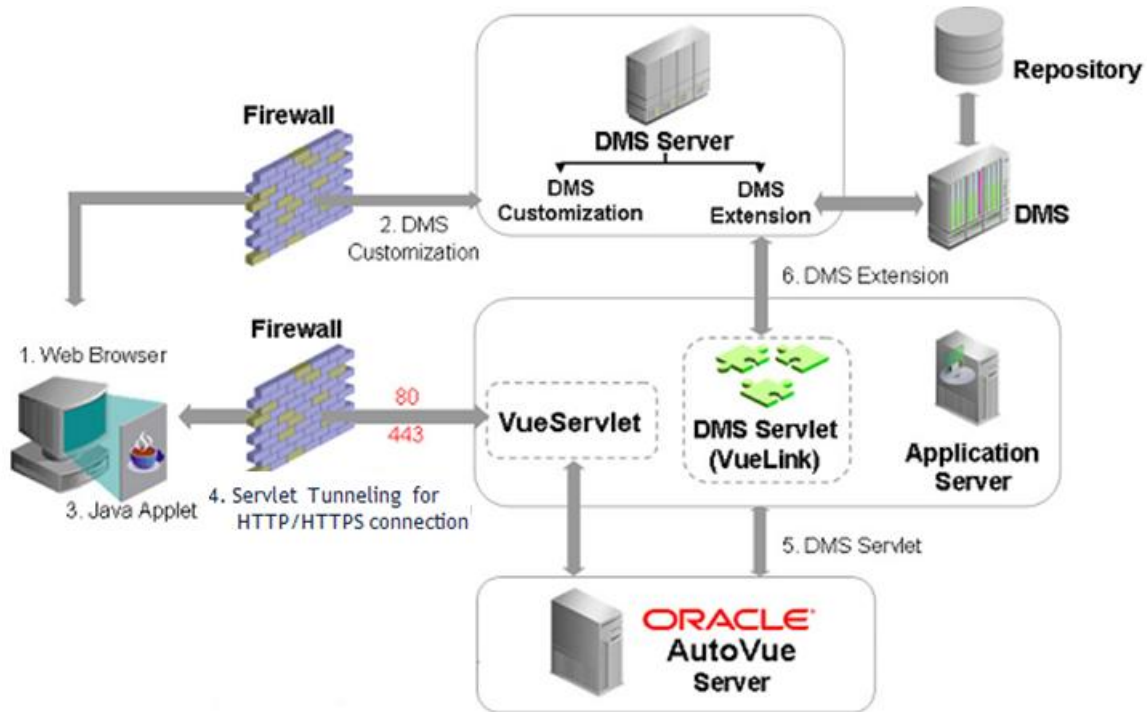 Firewall
DMS Server
DMS
Customization
DMS
Extension
Repository
DMS
2. DMS
Customization
6. DMS Extension
1. Web Browser
Firewall
80
443
VueServlet
DMS Servlet
(VueLink)
Application
Server
3. Java Applet
4. Servlet Tunneling for
HTTP/HTTPS connection
5. DMS Servlet
ORACLE®
AutoVue
Server